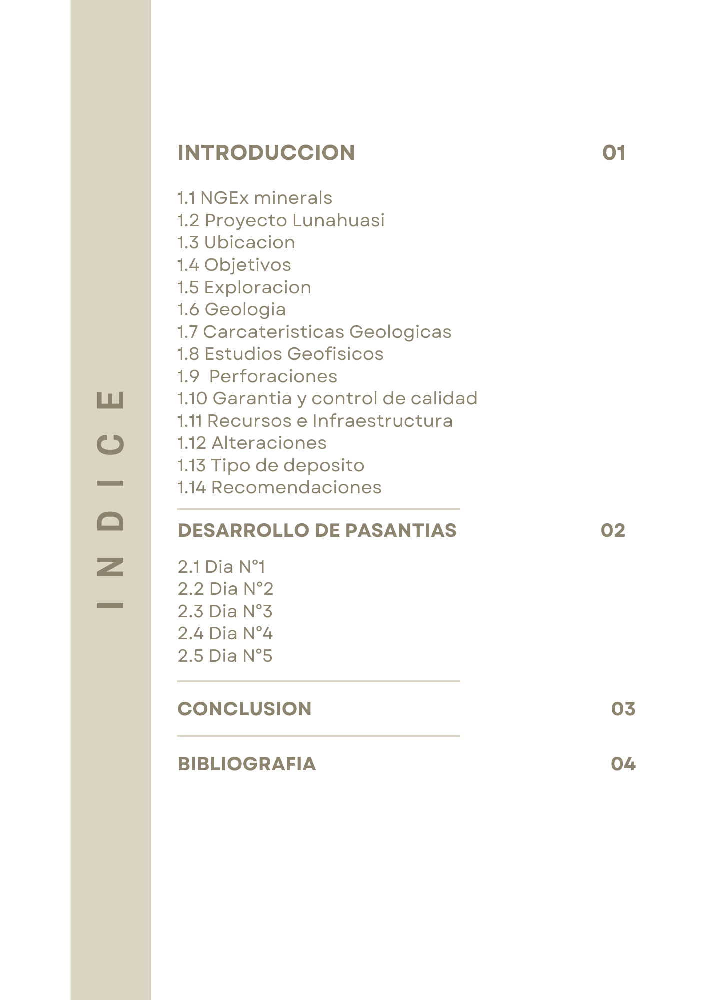 INDICE
INTRODUCCION 01
1.1 NGEx minerals
1.2 Proyecto Lunahuasi
1.3 Ubicacion
1.4 Objetivos
1.5 Exploracion
1.6 Geologia
1.7 Carcateristicas Geologicas
1.8 Estudios Geofisicos
1.9  Perforaciones
1.10 Garantia y control de calidad
1.11 Recursos e Infraestructura
1.12 Alteraciones
1.13 Tipo de deposito
1.14 Recomendaciones
DESARROLLO DE PASANTIAS 02
2.1 Dia N°1
2.2 Dia N°2
2.3 Dia N°3
2.4 Dia N°4
2.5 Dia N°5
CONCLUSION 03
BIBLIOGRAFIA 04